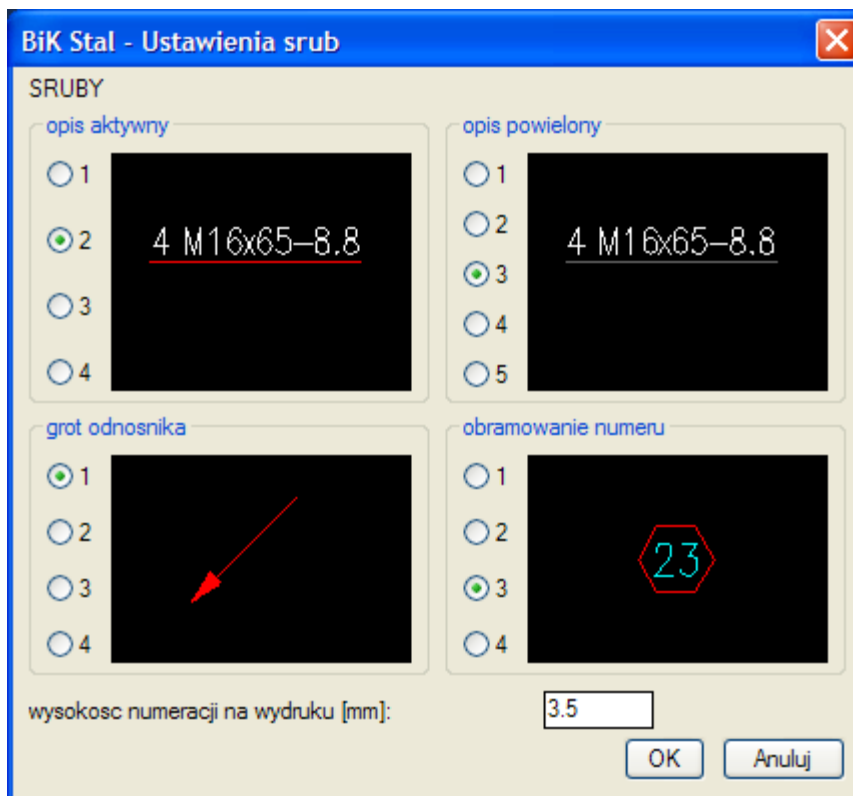 BiK Stal - Ustawienia srub
SRUBY
opis aktywny
1
2
3
4
4 M16x65-8.8
opis powielony
1
2
3
4
5
4 M16x65-8.8
grot odnosnika
1
2
3
4
obramowanie numeru
1
2
3
4
23
wysokosc numeracji na wydruku [mm]: 3.5
OK Anuluj